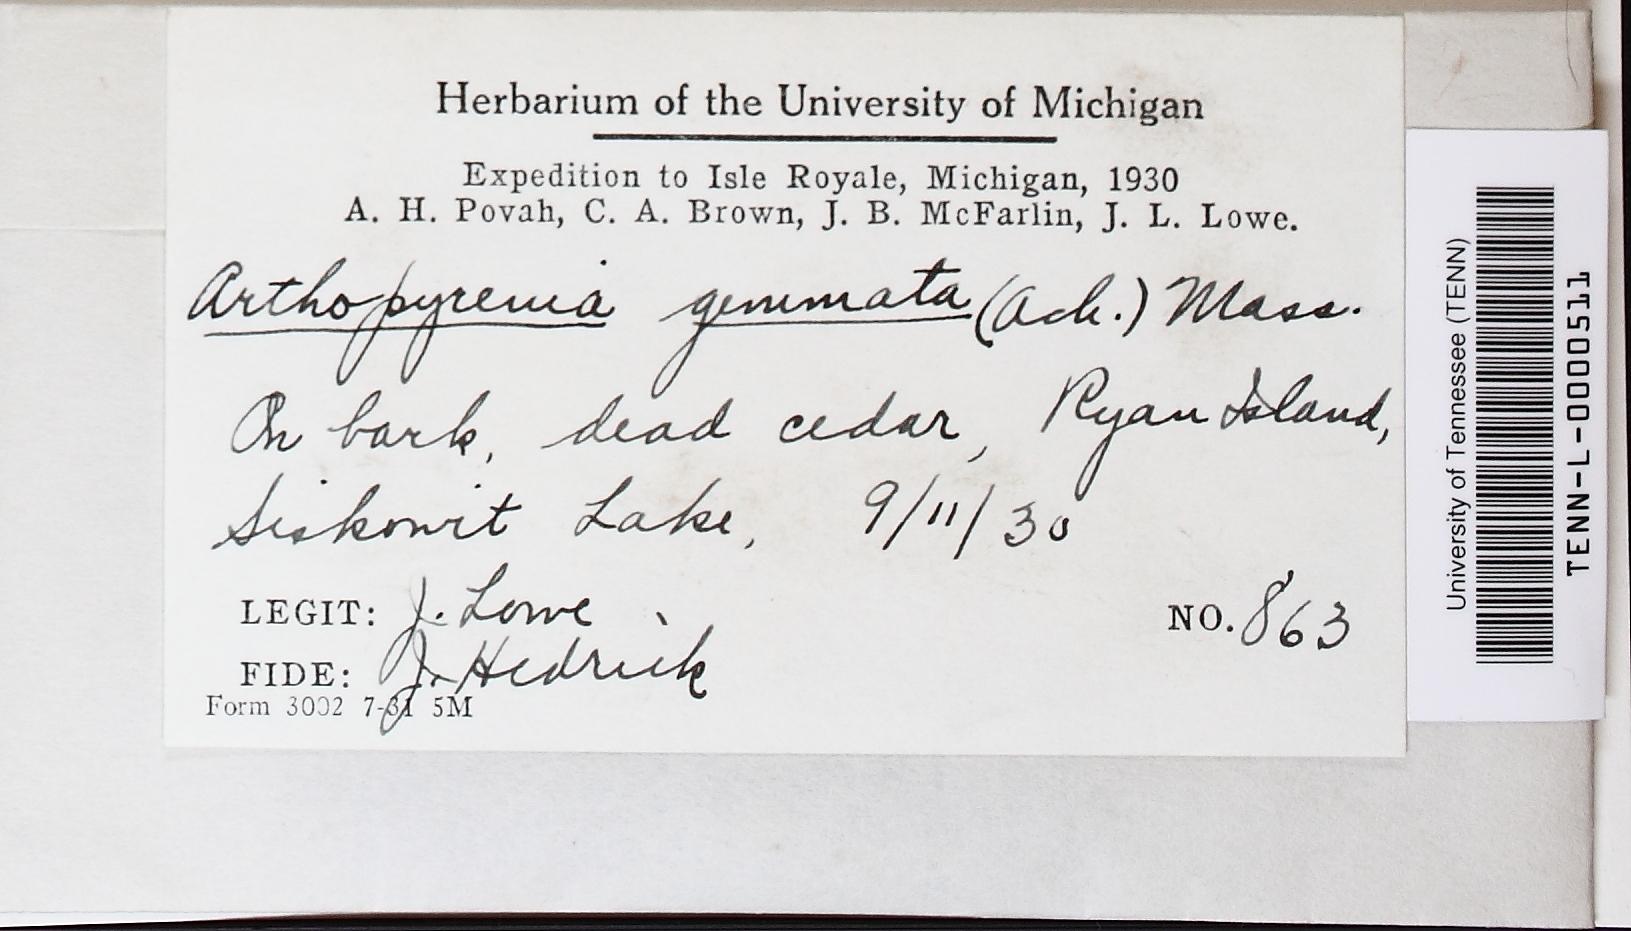 Herbarium of the University of Michigan
Expedition to Isle Royale, Michigan, 1930
A. H. Povah, C. A. Brown, J. B. McFarlin, J. L. Lowe.
Arthopyrenia gemmata (Ach.) Mass.
On bark, dead cedar, Ryan Island,
Siskowit Lake, 9/11/30
LEGIT: J. Lowe
NO. 863
FIDE: J. Hedrick
Form 3002 7-31 5M
University of Tennessee (TENN)
TENN-L-0000511